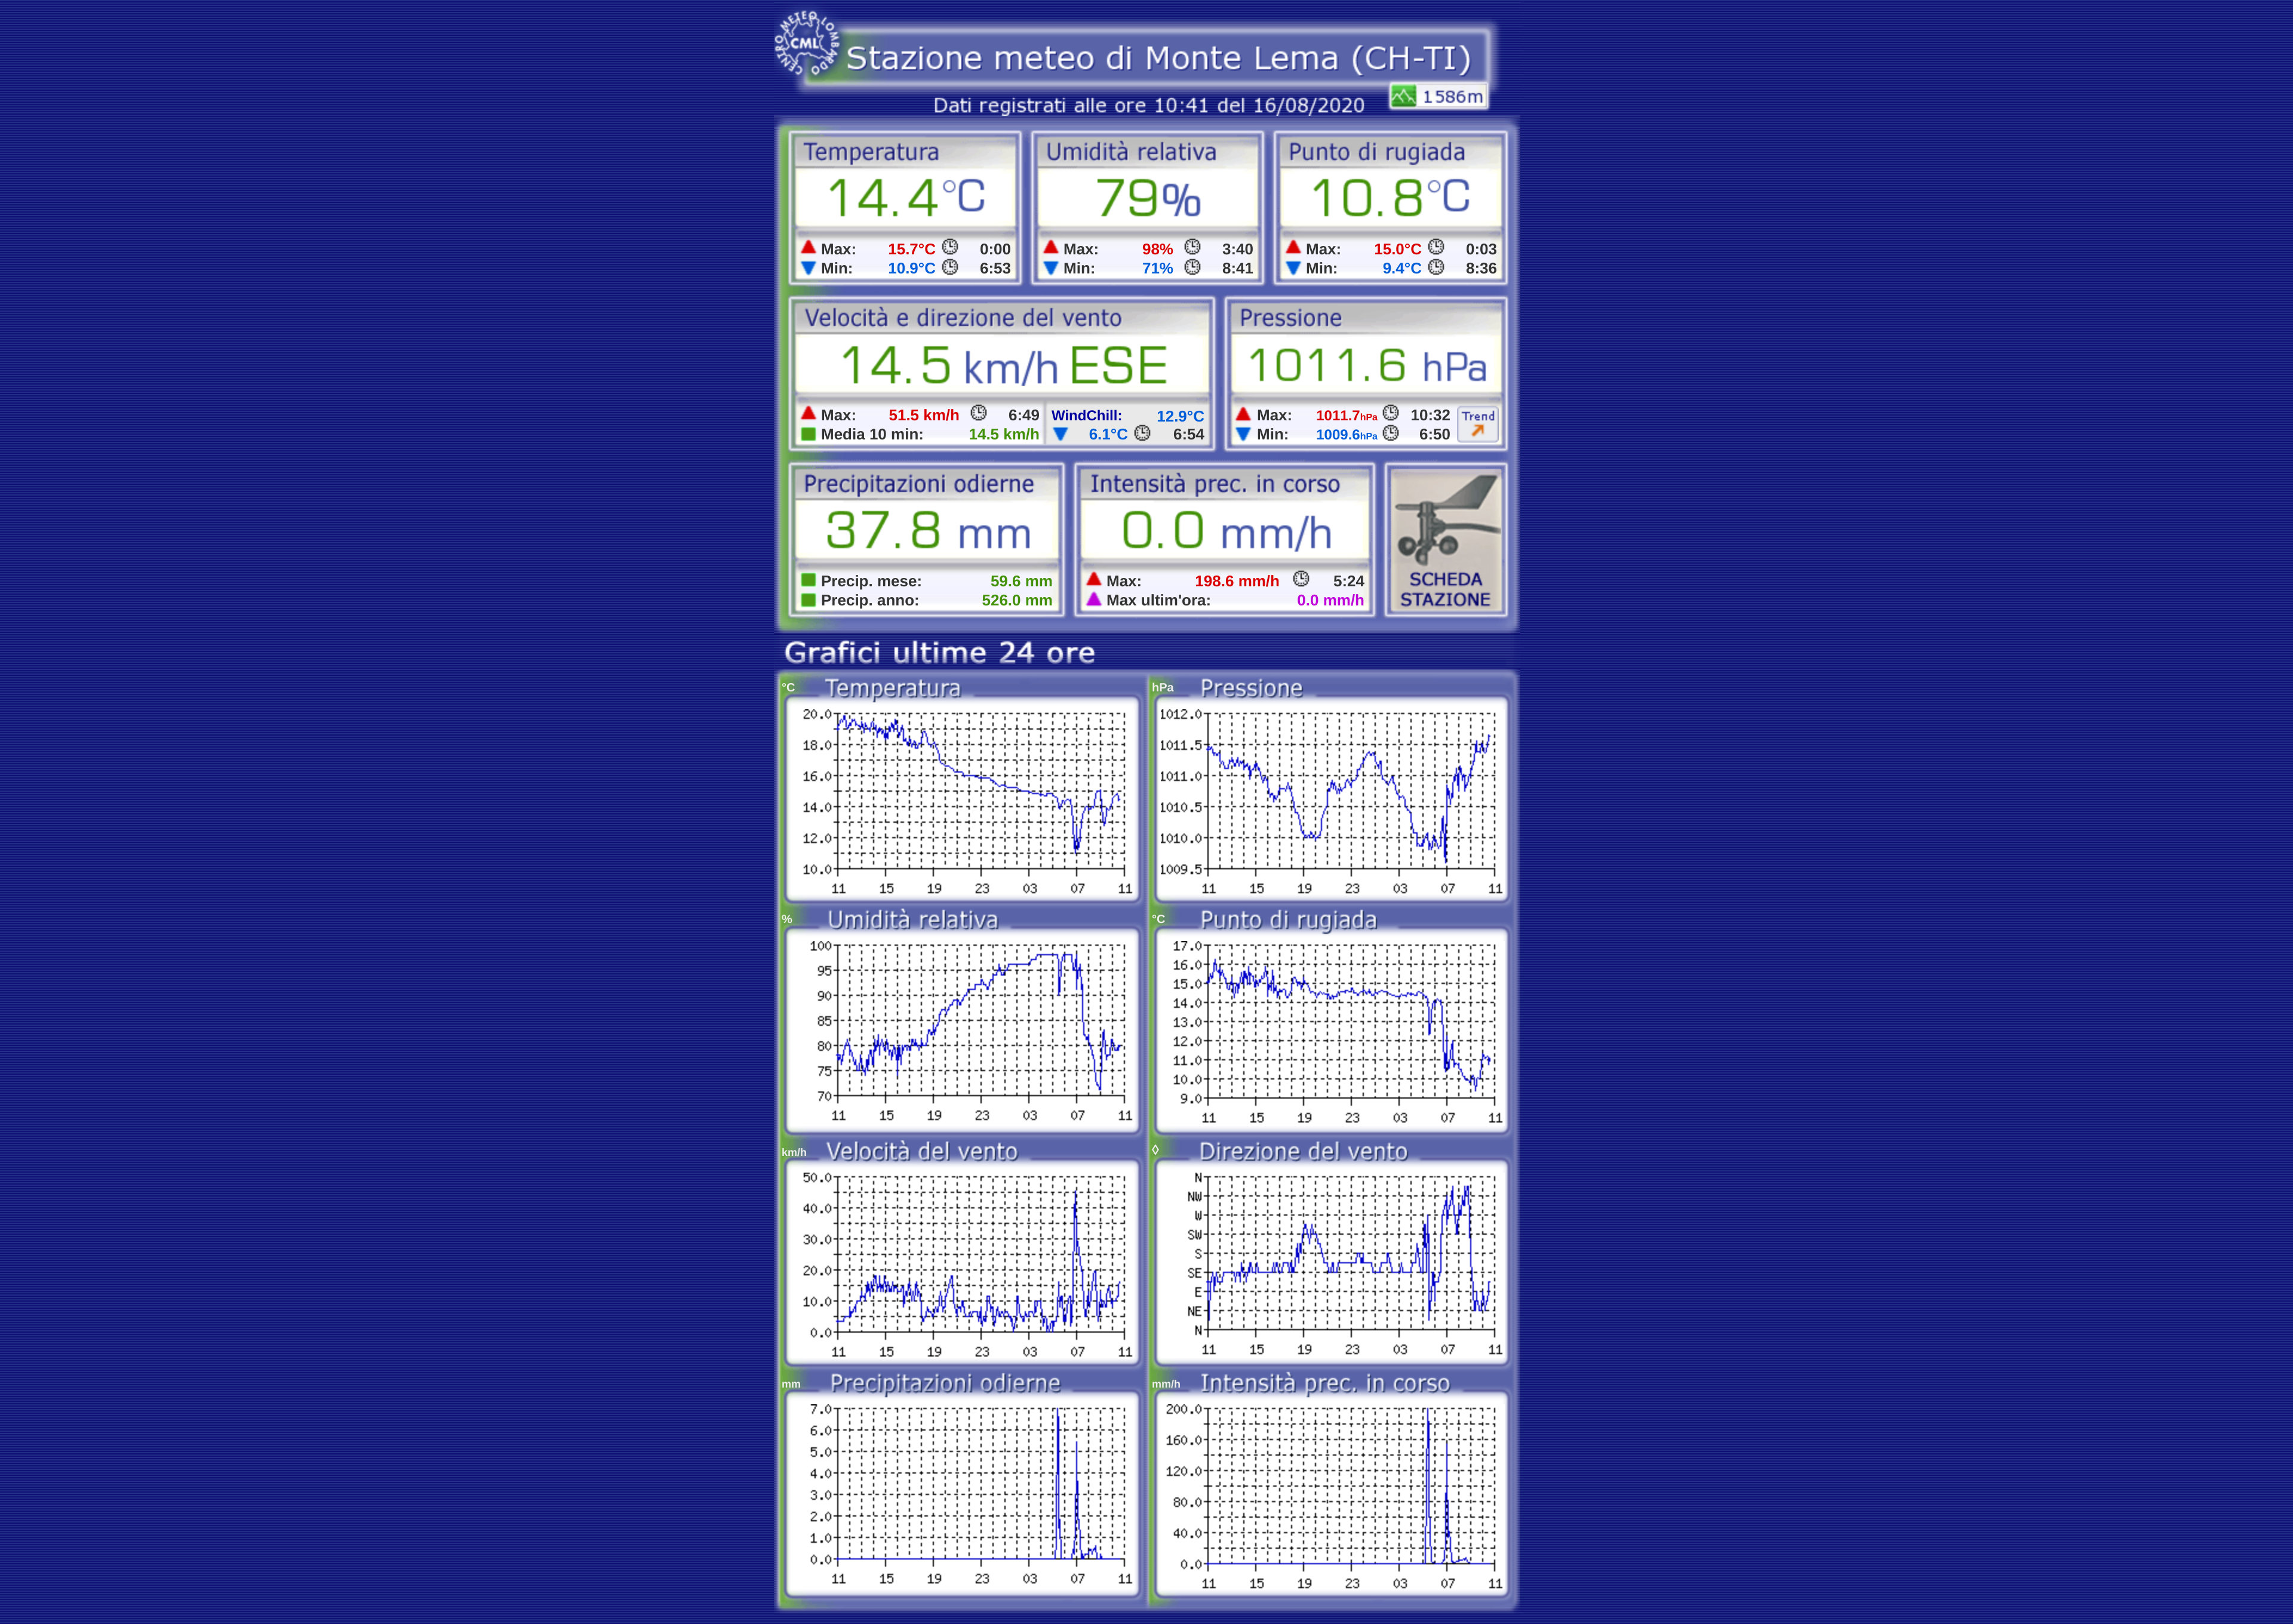 CENTRO METEO LOMBARDO
CML
Stazione meteo di Monte Lema (CH-TI)
Dati registrati alle ore 10:41 del 16/08/2020
1586m
Temperatura
14.4°C
Max: 15.7°C 0:00
Min: 10.9°C 6:53
Umidità relativa
79%
Max: 98% 3:40
Min: 71% 8:41
Punto di rugiada
10.8°C
Max: 15.0°C 0:03
Min: 9.4°C 8:36
Velocità e direzione del vento
14.5 km/h ESE
Max: 51.5 km/h 6:49
Media 10 min: 14.5 km/h
WindChill: 12.9°C
6.1°C 6:54
Pressione
1011.6 hPa
Max: 1011.7hPa 10:32
Min: 1009.6hPa 6:50
Trend
Precipitazioni odierne
37.8 mm
Precip. mese: 59.6 mm
Precip. anno: 526.0 mm
Intensità prec. in corso
0.0 mm/h
Max: 198.6 mm/h 5:24
Max ultim'ora: 0.0 mm/h
SCHEDA
STAZIONE
Grafici ultime 24 ore
°C Temperatura
20.0
18.0
16.0
14.0
12.0
10.0
11 15 19 23 03 07 11
hPa Pressione
1012.0
1011.5
1011.0
1010.5
1010.0
1009.5
11 15 19 23 03 07 11
% Umidità relativa
100
95
90
85
80
75
70
11 15 19 23 03 07 11
°C Punto di rugiada
17.0
16.0
15.0
14.0
13.0
12.0
11.0
10.0
9.0
11 15 19 23 03 07 11
km/h Velocità del vento
50.0
40.0
30.0
20.0
10.0
0.0
11 15 19 23 03 07 11
◊ Direzione del vento
N
NW
W
SW
S
SE
E
NE
N
11 15 19 23 03 07 11
mm Precipitazioni odierne
7.0
6.0
5.0
4.0
3.0
2.0
1.0
0.0
11 15 19 23 03 07 11
mm/h Intensità prec. in corso
200.0
160.0
120.0
80.0
40.0
0.0
11 15 19 23 03 07 11